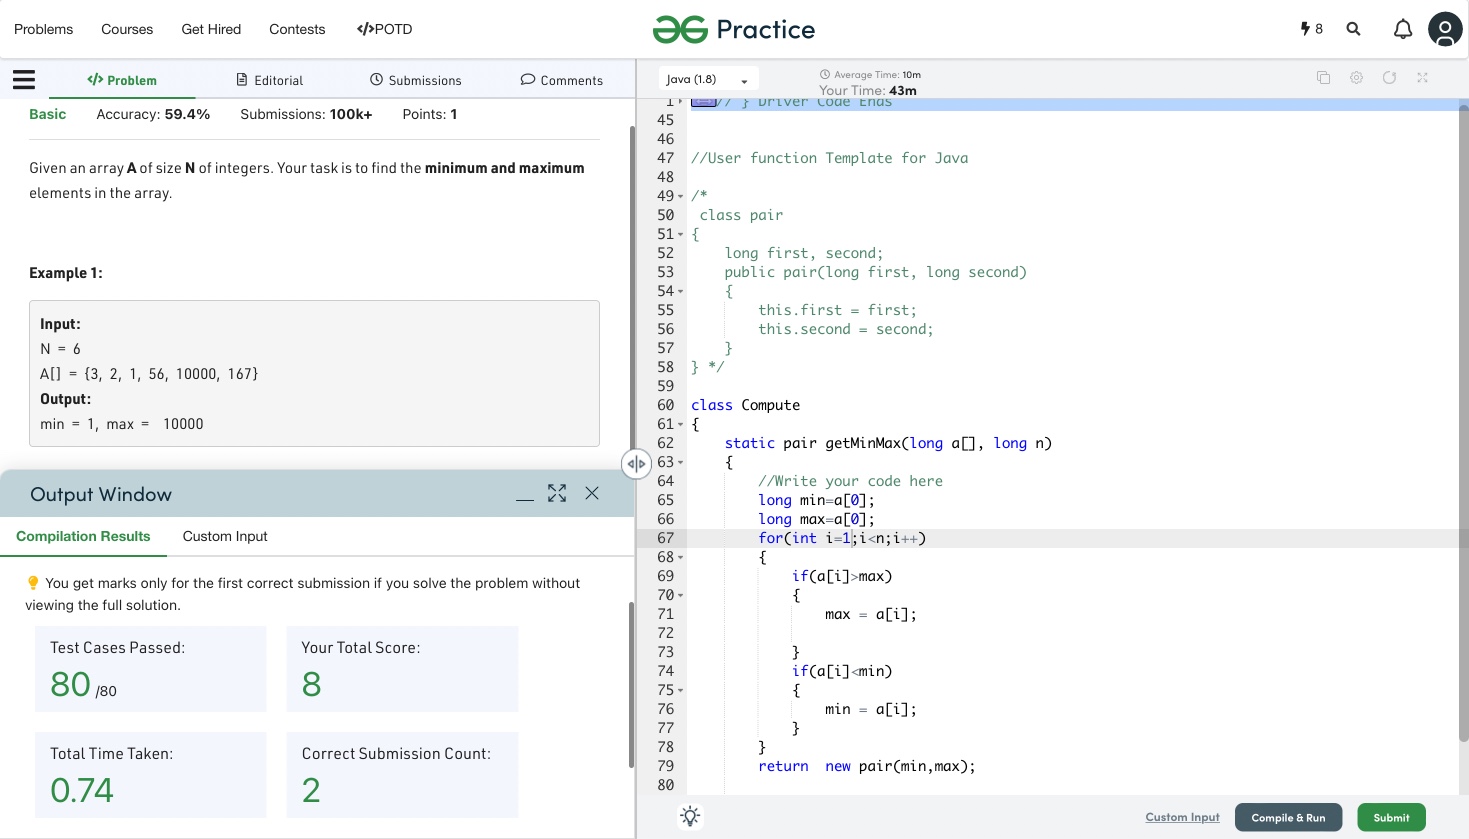 Problems Courses Get Hired Contests </>POTD
Practice
8
</> Problem Editorial Submissions Comments
Basic Accuracy: 59.4% Submissions: 100k+ Points: 1
Given an array A of size N of integers. Your task is to find the minimum and maximum
elements in the array.
Example 1:
Input:
N = 6
A[] = {3, 2, 1, 56, 10000, 167}
Output:
min = 1, max = 10000
Output Window
Compilation Results Custom Input
You get marks only for the first correct submission if you solve the problem without
viewing the full solution.
Test Cases Passed:
80 /80
Your Total Score:
8
Total Time Taken:
0.74
Correct Submission Count:
2
Java (1.8)
Average Time: 10m
Your Time: 43m
1 // } Driver Code Ends
45
46
47 //User function Template for Java
48
49 /*
50 class pair
51 {
52 long first, second;
53 public pair(long first, long second)
54 {
55 this.first = first;
56 this.second = second;
57 }
58 } */
59
60 class Compute
61 {
62 static pair getMinMax(long a[], long n)
63 {
64 //Write your code here
65 long min=a[0];
66 long max=a[0];
67 for(int i=1;i<n;i++)
68 {
69 if(a[i]>max)
70 {
71 max = a[i];
72
73 }
74 if(a[i]<min)
75 {
76 min = a[i];
77 }
78 }
79 return new pair(min,max);
80
Custom Input Compile & Run Submit